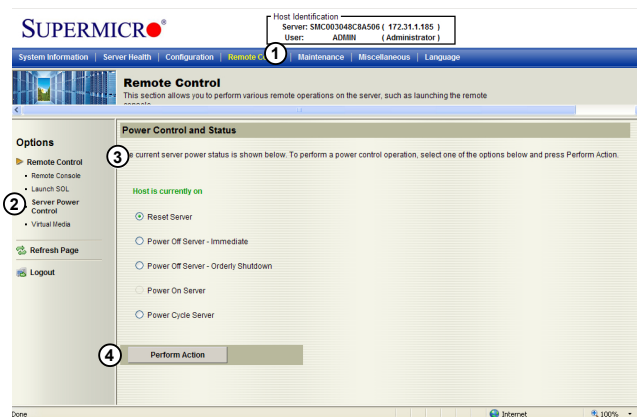 SUPERMICRO®
Host Identification
Server: SMC003048C8A506 ( 172.31.1.185 )
User: ADMIN ( Administrator )
1
System Information Server Health Configuration Remote Maintenance Miscellaneous Language
Remote Control
This section allows you to perform various remote operations on the server, such as launching the remote
console.
Power Control and Status
Options
3
current server power status is shown below. To perform a power control operation, select one of the options below and press Perform Action.
Remote Control
Remote Console
Launch SOL
Host is currently on
2
Server Power
Control
Virtual Media
Reset Server
Refresh Page
Power Off Server - Immediate
Logout
Power Off Server - Orderly Shutdown
Power On Server
Power Cycle Server
4
Perform Action
Done
Internet
100%